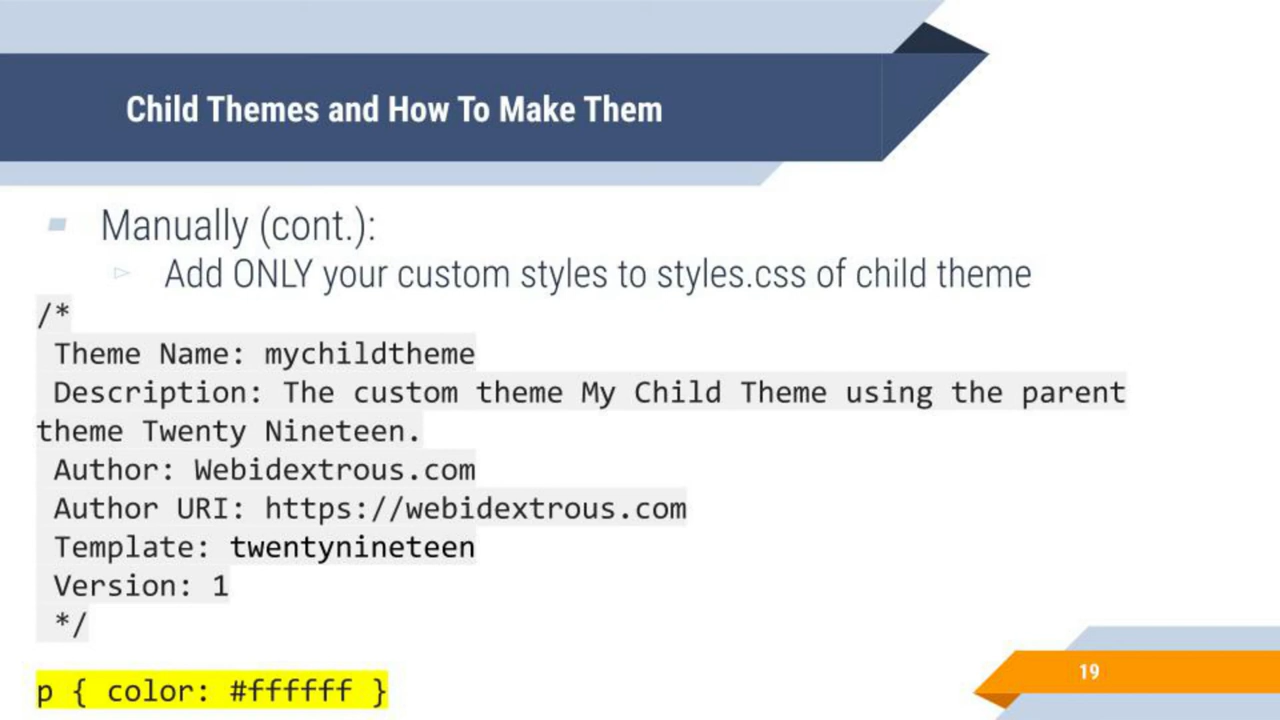 Child Themes and How To Make Them
Manually (cont.):
Add ONLY your custom styles to styles.css of child theme
/*
Theme Name: mychildtheme
Description: The custom theme My Child Theme using the parent
theme Twenty Nineteen.
Author: Webidextrous.com
Author URI: https://webidextrous.com
Template: twentynineteen
Version: 1
*/
p { color: #ffffff }
19